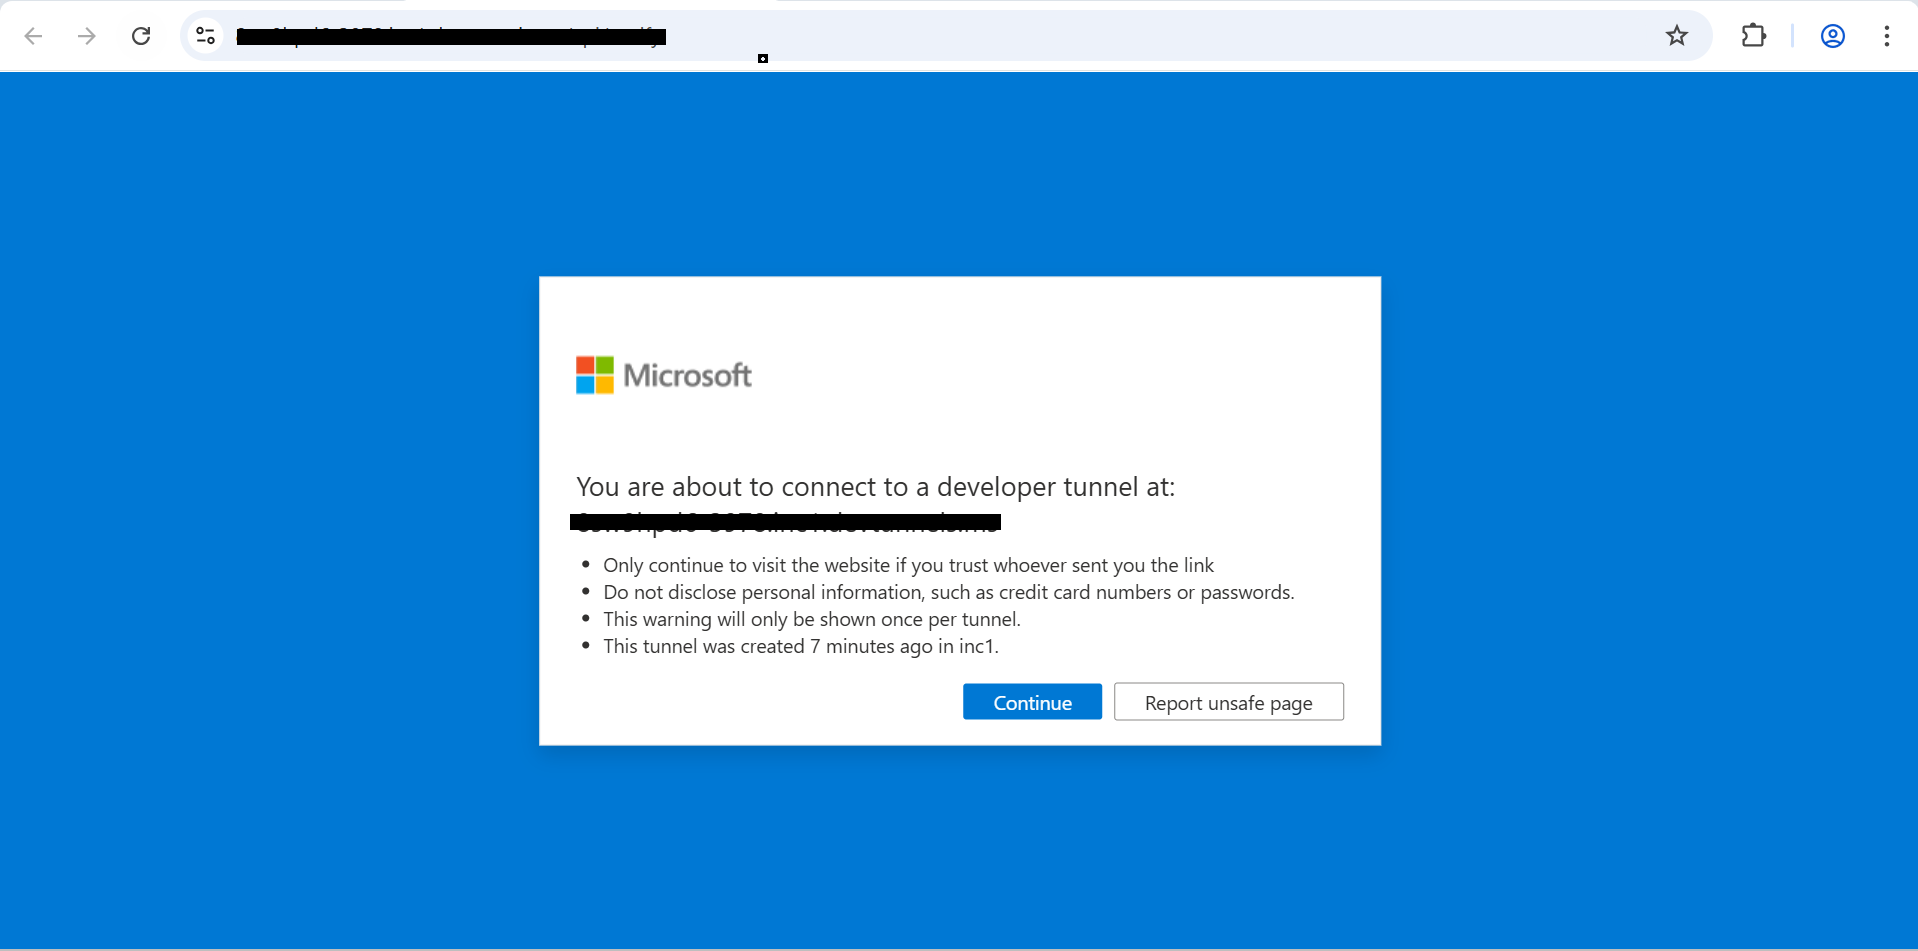 Microsoft
You are about to connect to a developer tunnel at:
• Only continue to visit the website if you trust whoever sent you the link
• Do not disclose personal information, such as credit card numbers or passwords.
• This warning will only be shown once per tunnel.
• This tunnel was created 7 minutes ago in inc1.
Continue
Report unsafe page